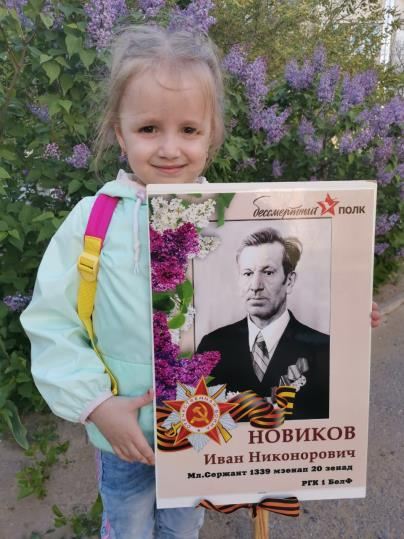 бессмертный ПОЛК
НОВИКОВ
Иван Никонорович
Мл.Сержант 1339 мзенап 20 зенад
РГК 1 БелФ